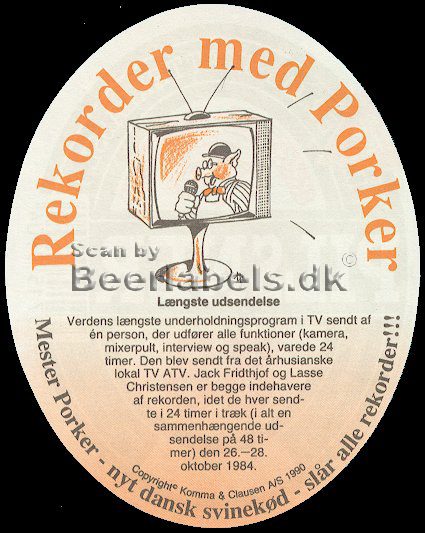 Rekorder med Porker
©
Scan by
Beerlabels.dk
Længste udsendelse
Verdens længste underholdningsprogram i TV sendt af
én person, der udfører alle funktioner (kamera,
mixerpult, interview og speak), varede 24
timer. Den blev sendt fra det århusianske
lokal TV ATV. Jack Fridthjof og Lasse
Christensen er begge indehavere
af rekorden, idet de hver send-
te i 24 timer i træk (i alt en
sammenhængende ud-
sendelse på 48 ti-
mer) den 26.—28.
oktober 1984.
Copyright© Komma & Clausen A/S 1990
Mester Porker - nyt dansk svinekød - slår alle rekorder!!!